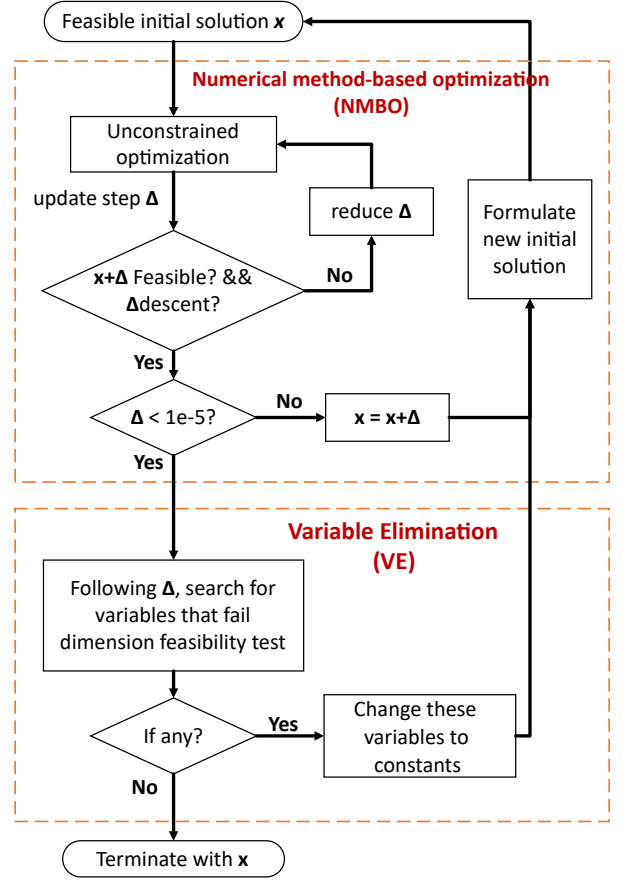 Feasible initial solution x
Numerical method-based optimization
(NMBO)
Unconstrained
optimization
update step Δ
reduce Δ
Formulate
new initial
solution
x+Δ Feasible? &&
Δdescent?
No
Yes
Δ < 1e-5?
No
x = x+Δ
Yes
Variable Elimination
(VE)
Following Δ, search for
variables that fail
dimension feasibility test
If any?
Yes
Change these
variables to
constants
No
Terminate with x